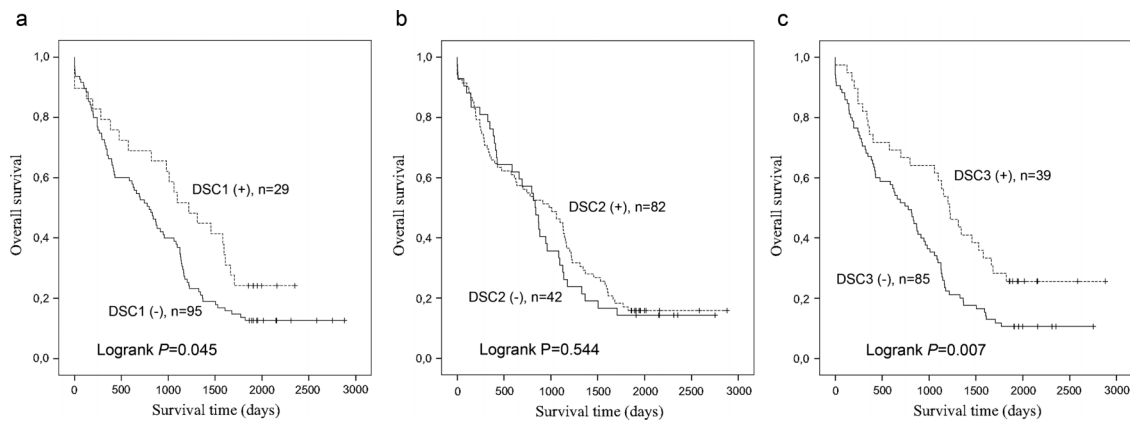 a
Overall survival
1,0
0,8
0,6
0,4
0,2
0,0
DSC1 (+), n=29
DSC1 (-), n=95
Logrank P=0.045
0 500 1000 1500 2000 2500 3000
Survival time (days)
b
Overall survival
1,0
0,8
0,6
0,4
0,2
0,0
DSC2 (+), n=82
DSC2 (-), n=42
Logrank P=0.544
0 500 1000 1500 2000 2500 3000
Survival time (days)
c
Overall survival
1,0
0,8
0,6
0,4
0,2
0,0
DSC3 (+), n=39
DSC3 (-), n=85
Logrank P=0.007
0 500 1000 1500 2000 2500 3000
Survival time (days)